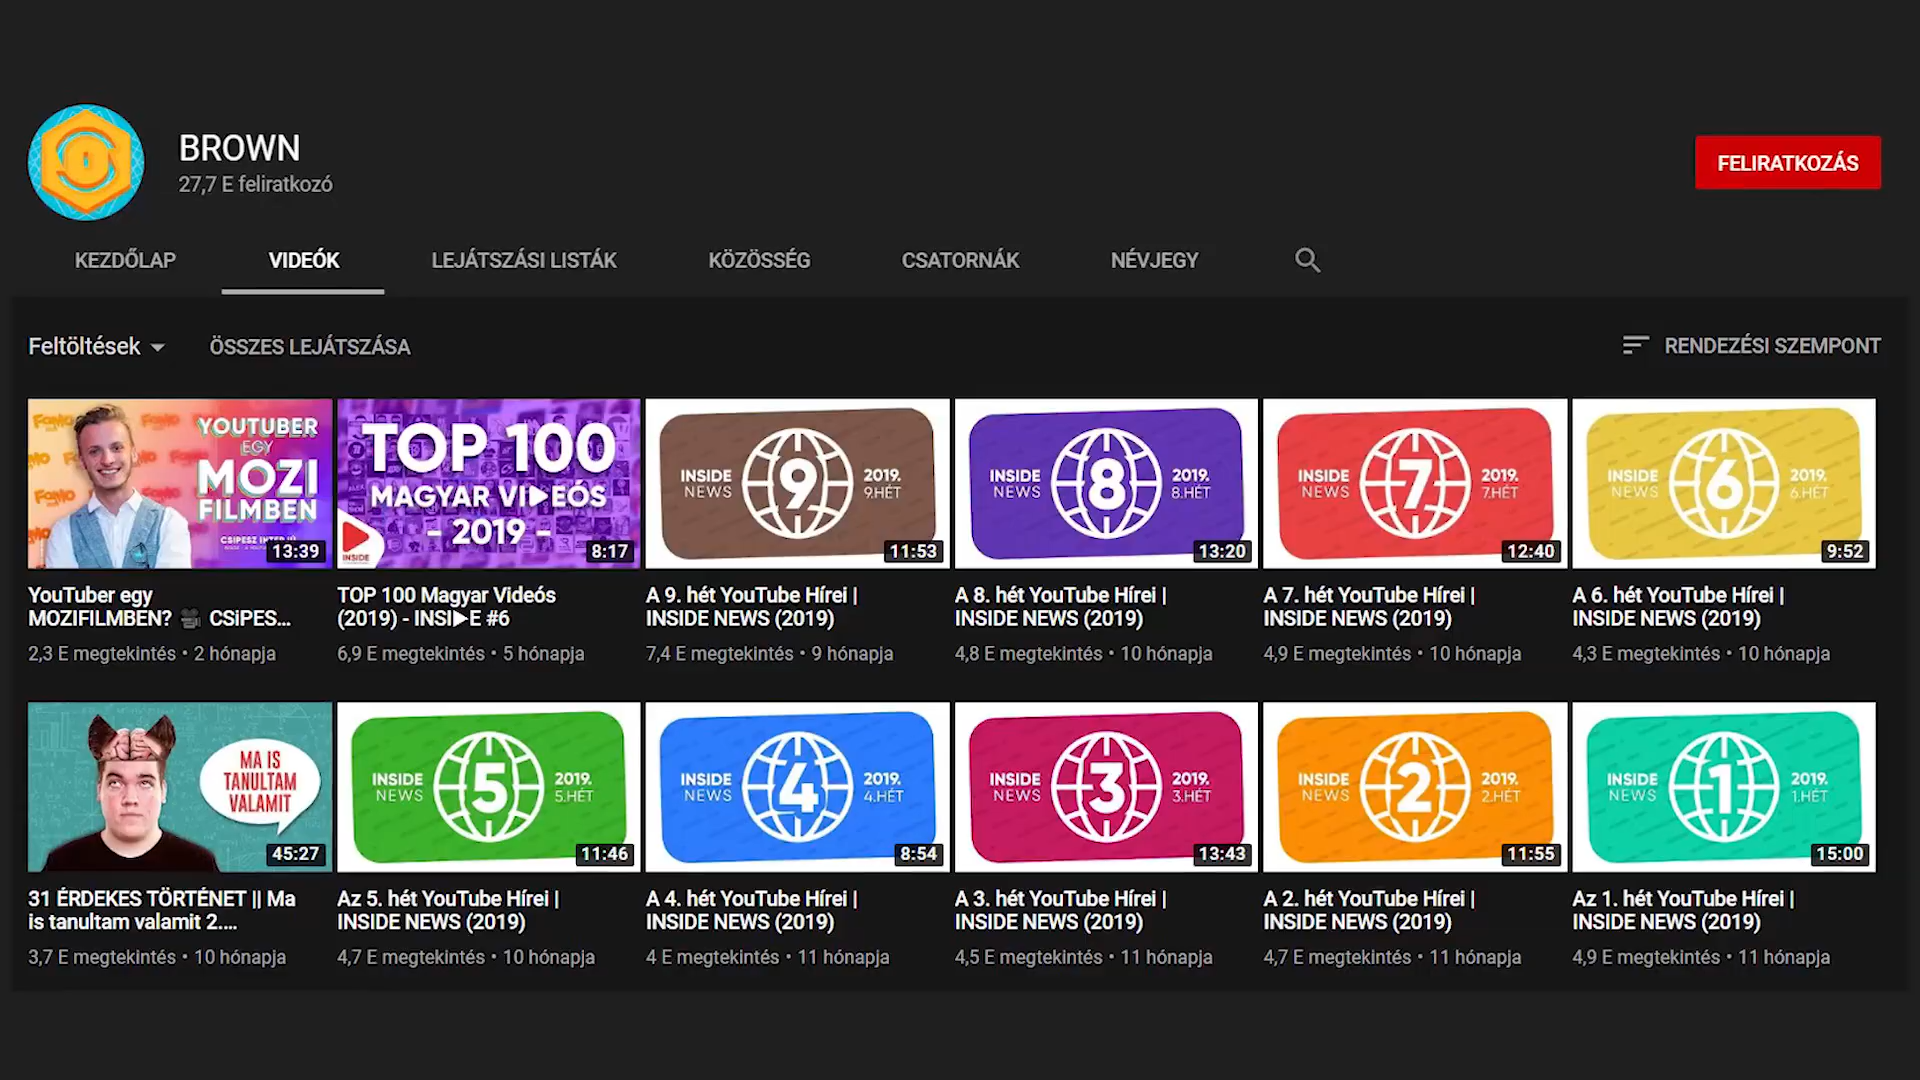 BROWN
27,7 E feliratkozó
FELIRATKOZÁS
KEZDŐLAP
VIDEÓK
LEJÁTSZÁSI LISTÁK
KÖZÖSSÉG
CSATORNÁK
NÉVJEGY
Feltöltések
ÖSSZES LEJÁTSZÁSA
RENDEZÉSI SZEMPONT
YOUTUBER
EGY
MOZI
FILMBEN
13:39
TOP 100
MAGYAR VI▶EÓS
- 2019 -
INSIDE
8:17
INSIDE
NEWS
9
2019.
9.HÉT
11:53
INSIDE
NEWS
8
2019.
8.HÉT
13:20
INSIDE
NEWS
7
2019.
7.HÉT
12:40
INSIDE
NEWS
6
2019.
6.HÉT
9:52
YouTuber egy
MOZIFILMBEN? 🎥 CSiPES...
2,3 E megtekintés • 2 hónapja
TOP 100 Magyar Videós
(2019) - INSI▶E #6
6,9 E megtekintés • 5 hónapja
A 9. hét YouTube Hírei |
INSIDE NEWS (2019)
7,4 E megtekintés • 9 hónapja
A 8. hét YouTube Hírei |
INSIDE NEWS (2019)
4,8 E megtekintés • 10 hónapja
A 7. hét YouTube Hírei |
INSIDE NEWS (2019)
4,9 E megtekintés • 10 hónapja
A 6. hét YouTube Hírei |
INSIDE NEWS (2019)
4,3 E megtekintés • 10 hónapja
MA IS
TANULTAM
VALAMIT
45:27
INSIDE
NEWS
5
2019.
5.HÉT
11:46
INSIDE
NEWS
4
2019.
4.HÉT
8:54
INSIDE
NEWS
3
2019.
3.HÉT
13:43
INSIDE
NEWS
2
2019.
2.HÉT
11:55
INSIDE
NEWS
1
2019.
1.HÉT
15:00
31 ÉRDEKES TÖRTÉNET || Ma
is tanultam valamit 2....
3,7 E megtekintés • 10 hónapja
Az 5. hét YouTube Hírei |
INSIDE NEWS (2019)
4,7 E megtekintés • 10 hónapja
A 4. hét YouTube Hírei |
INSIDE NEWS (2019)
4 E megtekintés • 11 hónapja
A 3. hét YouTube Hírei |
INSIDE NEWS (2019)
4,5 E megtekintés • 11 hónapja
A 2. hét YouTube Hírei |
INSIDE NEWS (2019)
4,7 E megtekintés • 11 hónapja
Az 1. hét YouTube Hírei |
INSIDE NEWS (2019)
4,9 E megtekintés • 11 hónapja